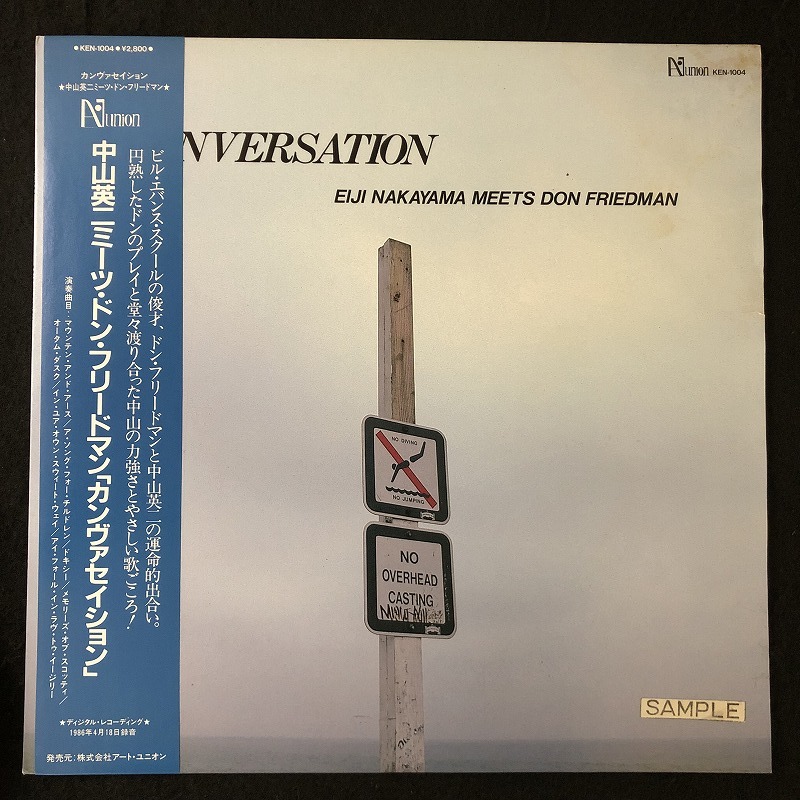 ●KEN-1004●¥2,800●
カンヴァセイション
★中山英二ミーツ・ドン・フリードマン★
AU union
ビル・エバンス・スクールの俊才、ドン・フリードマンと中山英二の運命的出合い。
円熟したドンのプレイと堂々渡り合った中山の力強さとやさしい歌ごころ!
中山英二ミーツ・ドン・フリードマン「カンヴァセイション」
演奏曲目:マウンテン・アンド・アース/ア・ソング・フォー・チルドレン/ドキシー/メモリーズ・オブ・スコッティ/
オータム・ダスク/イン・ユア・オウン・スウィート・ウェイ/アイ・フォール・イン・ラヴ・トゥ・イージリー
★ディジタル・レコーディング★
1986年4月18日録音
発売元:株式会社アート・ユニオン
union KEN-1004
NVERSATION
EIJI NAKAYAMA MEETS DON FRIEDMAN
NO DIVING
NO JUMPING
NO
OVERHEAD
CASTING
SAMPLE